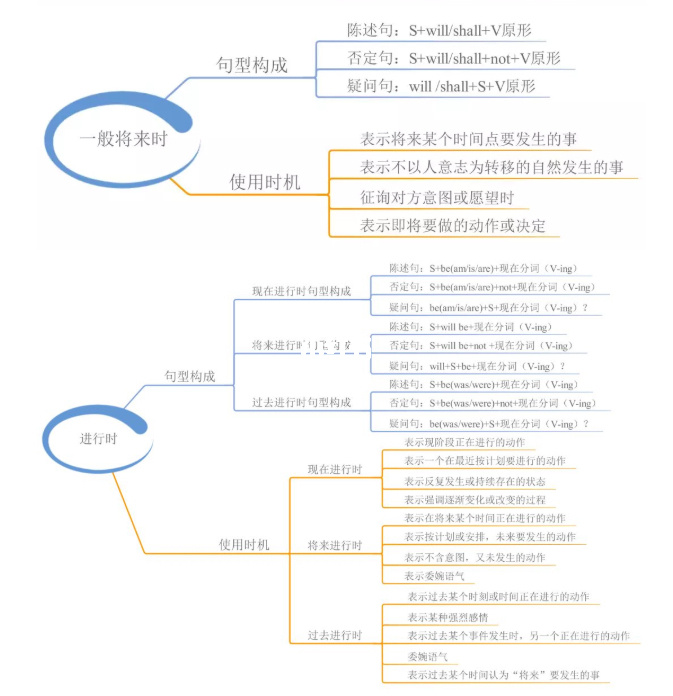 一般将来时
句型构成
陈述句：S+will/shall+V原形
否定句：S+will/shall+not+V原形
疑问句：will /shall+S+V原形
使用时机
表示将来某个时间点要发生的事
表示不以人意志为转移的自然发生的事
征询对方意图或愿望时
表示即将要做的动作或决定
进行时
句型构成
现在进行时句型构成
陈述句：S+be(am/is/are)+现在分词（V-ing）
否定句：S+be(am/is/are)+not+现在分词（V-ing）
疑问句：be(am/is/are)+S+现在分词（V-ing）？
将来进行时 构成
陈述句：S+will be+现在分词（V-ing）
否定句：S+will be+not +现在分词（V-ing）
疑问句：will+S+be+现在分词（V-ing）？
过去进行时句型构成
陈述句：S+be(was/were)+现在分词（V-ing）
否定句：S+be(was/were)+not+现在分词（V-ing）
疑问句：be(was/were)+S+现在分词（V-ing）？
使用时机
现在进行时
表示现阶段正在进行的动作
表示一个在最近按计划要进行的动作
表示反复发生或持续存在的状态
表示强调逐渐变化或改变的过程
将来进行时
表示在将来某个时间正在进行的动作
表示按计划或安排，未来要发生的动作
表示不含意图，又未发生的动作
表示委婉语气
过去进行时
表示过去某个时刻或时间正在进行的动作
表示某种强烈感情
表示过去某个事件发生时，另一个正在进行的动作
委婉语气
表示过去某个时间认为“将来”要发生的事